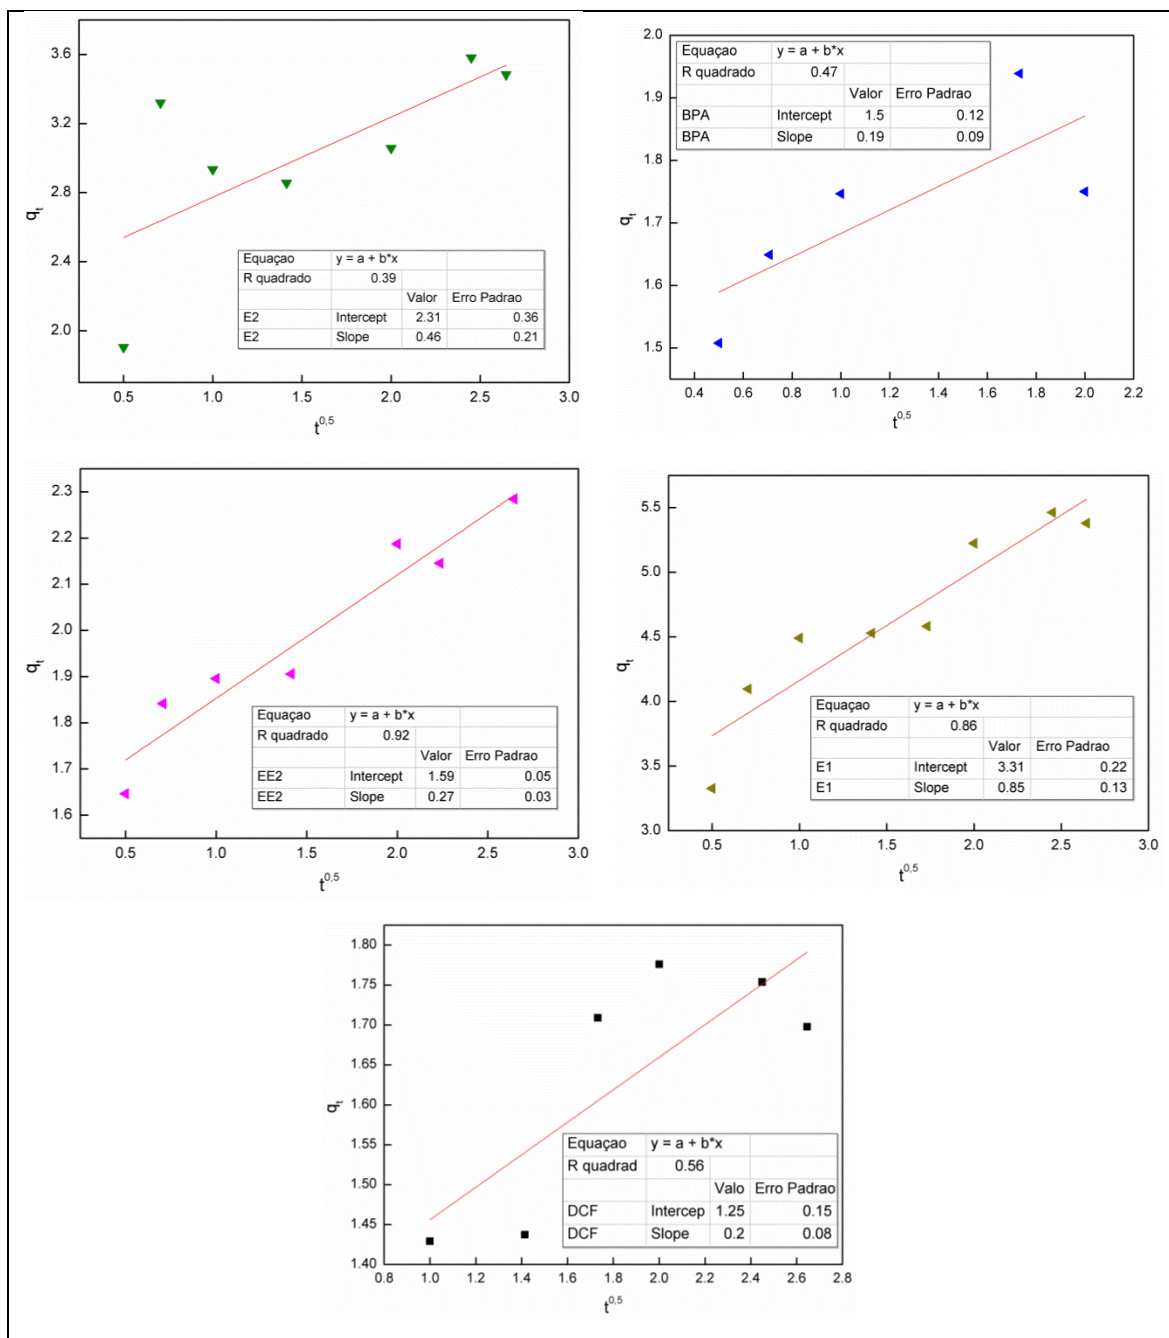 3.6
3.2
2.8
2.4
2.0
qt
Equaçao y = a + b*x
R quadrado 0.39
Valor Erro Padrao
E2 Intercept 2.31 0.36
E2 Slope 0.46 0.21
0.5 1.0 1.5 2.0 2.5 3.0
t0,5
2.0
1.9
1.8
1.7
1.6
1.5
qt
Equaçao y = a + b*x
R quadrado 0.47
Valor Erro Padrao
BPA Intercept 1.5 0.12
BPA Slope 0.19 0.09
0.4 0.6 0.8 1.0 1.2 1.4 1.6 1.8 2.0 2.2
t0,5
2.3
2.2
2.1
2.0
1.9
1.8
1.7
1.6
qt
Equaçao y = a + b*x
R quadrado 0.92
Valor Erro Padrao
EE2 Intercept 1.59 0.05
EE2 Slope 0.27 0.03
0.5 1.0 1.5 2.0 2.5 3.0
t0,5
5.5
5.0
4.5
4.0
3.5
3.0
qt
Equaçao y = a + b*x
R quadrado 0.86
Valor Erro Padrao
E1 Intercept 3.31 0.22
E1 Slope 0.85 0.13
0.5 1.0 1.5 2.0 2.5 3.0
t0,5
1.80
1.75
1.70
1.65
1.60
1.55
1.50
1.45
1.40
qt
Equaçao y = a + b*x
R quadrad 0.56
Valo Erro Padrao
DCF Intercep 1.25 0.15
DCF Slope 0.2 0.08
0.8 1.0 1.2 1.4 1.6 1.8 2.0 2.2 2.4 2.6 2.8
t0,5